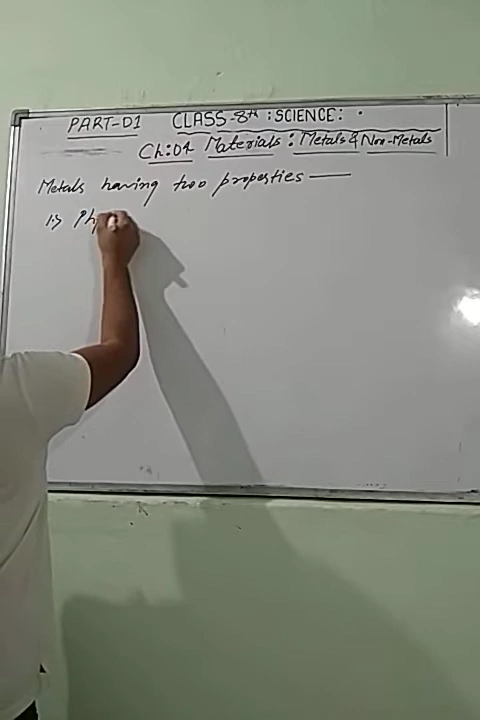 PART-01 CLASS-8th :SCIENCE:
Ch:04 Materials: Metals & Non-Metals
Metals having two properties —
1:> Phy